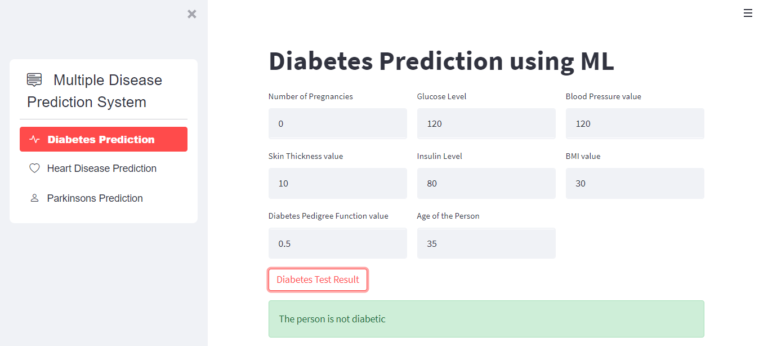 Multiple Disease
Prediction System
Diabetes Prediction
Heart Disease Prediction
Parkinsons Prediction
Diabetes Prediction using ML
Number of Pregnancies
Glucose Level
Blood Pressure value
0
120
120
Skin Thickness value
Insulin Level
BMI value
10
80
30
Diabetes Pedigree Function value
Age of the Person
0.5
35
Diabetes Test Result
The person is not diabetic